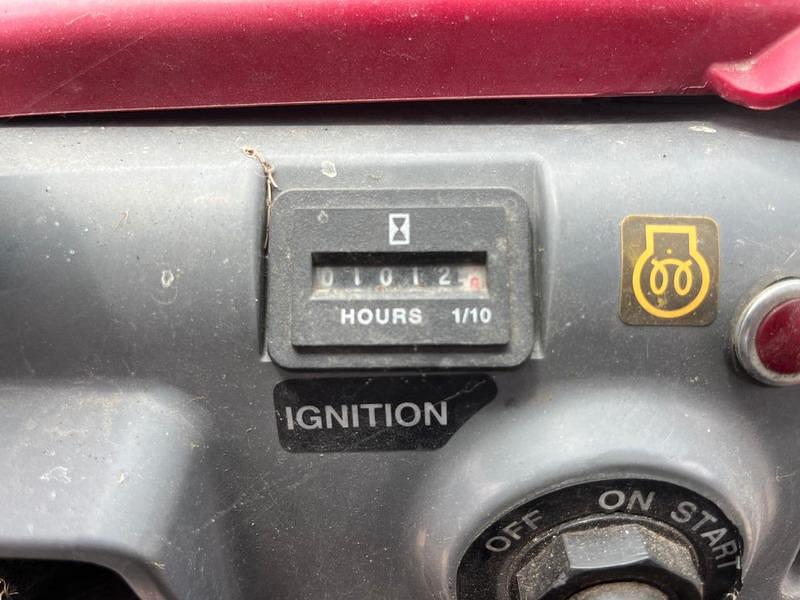 01012
HOURS 1/10
IGNITION
OFF ON START